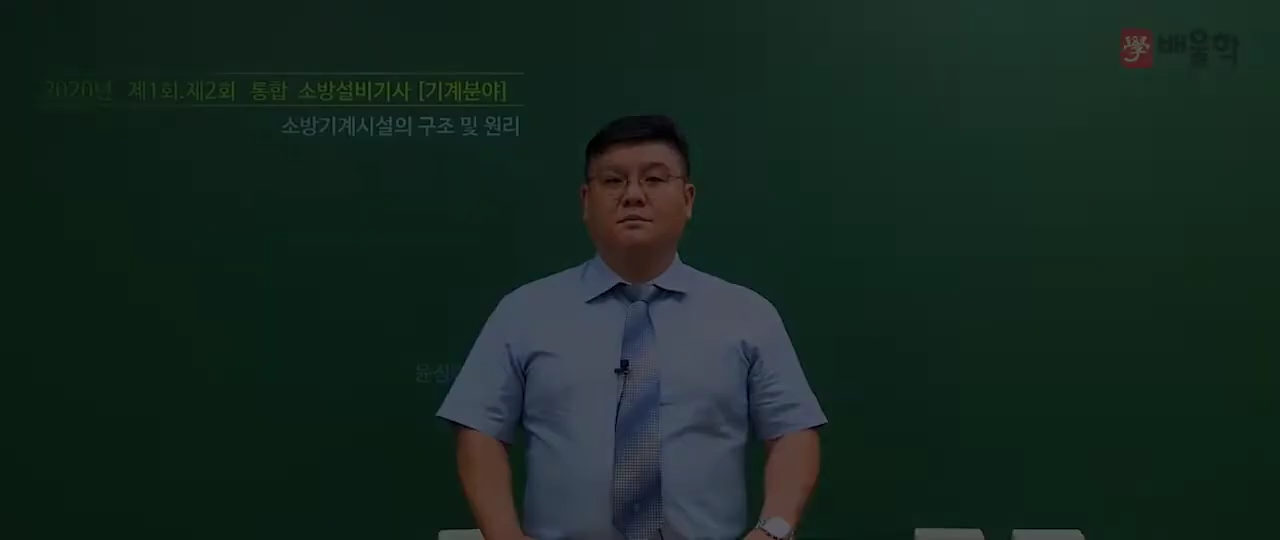 學 배울학
2020년 제1회.제2회 통합 소방설비기사 [기계분야]
소방기계시설의 구조 및 원리